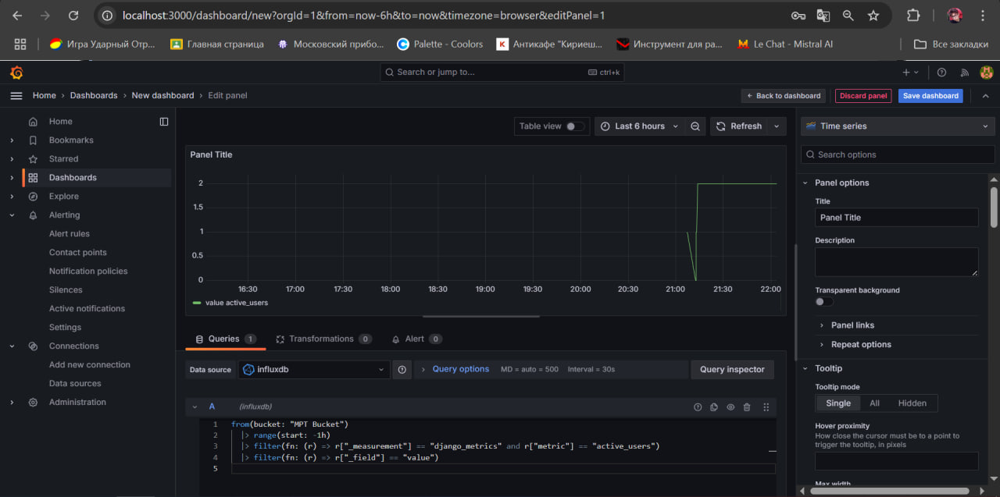 localhost:3000/dashboard/new?orgId=1&from=now-6h&to=now&timezone=browser&editPanel=1
Игра Ударный Отр...
Главная страница
Московский прибо...
Palette - Coolors
Антикафе "Кириеш...
Инструмент для ра...
Le Chat - Mistral AI
Все закладки
Search or jump to...
ctrl+k
Home › Dashboards › New dashboard › Edit panel
Back to dashboard
Discard panel
Save dashboard
Home
Bookmarks
Starred
Dashboards
Explore
Alerting
Alert rules
Contact points
Notification policies
Silences
Active notifications
Settings
Connections
Add new connection
Data sources
Administration
Table view
Last 6 hours
Refresh
Panel Title
2
1.5
1
0.5
0
16:30 17:00 17:30 18:00 18:30 19:00 19:30 20:00 20:30 21:00 21:30 22:00
value active_users
Queries 1
Transformations 0
Alert 0
Data source
influxdb
Query options
MD = auto = 500
Interval = 30s
Query inspector
A
(influxdb)
1 from(bucket: "MPT Bucket")
2 |> range(start: -1h)
3 |> filter(fn: (r) => r["_measurement"] == "django_metrics" and r["metric"] == "active_users")
4 |> filter(fn: (r) => r["_field"] == "value")
5
Time series
Search options
Panel options
Title
Panel Title
Description
Transparent background
Panel links
Repeat options
Tooltip
Tooltip mode
Single All Hidden
Hover proximity
How close the cursor must be to a point to
trigger the tooltip, in pixels
Max width